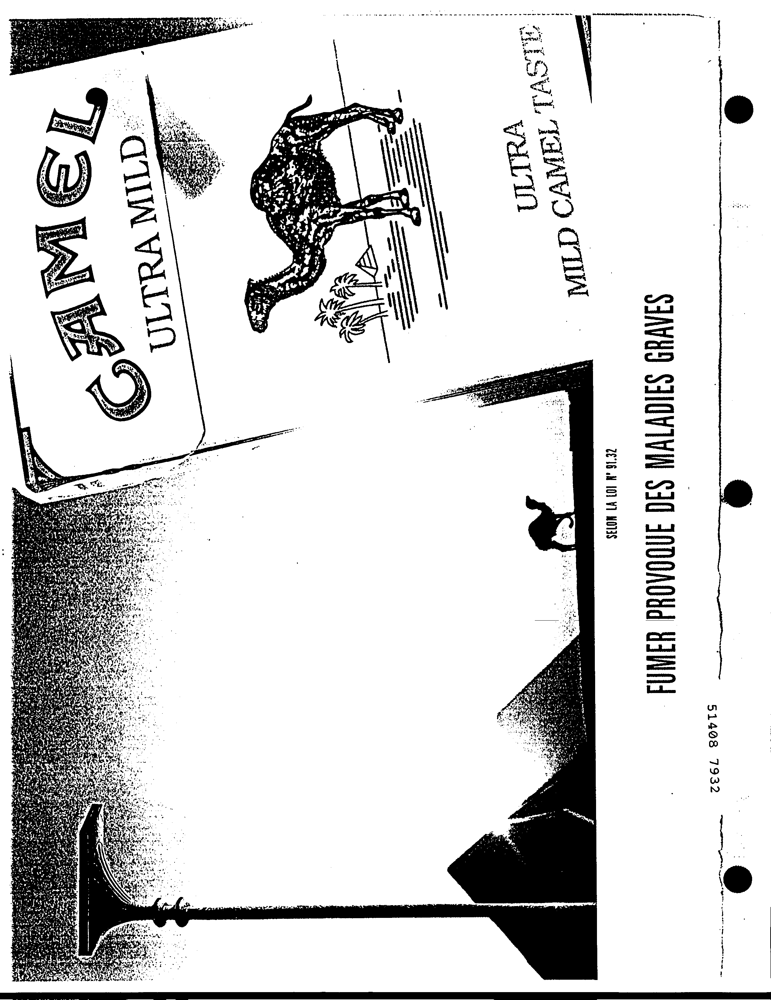 CAMEL
ULTRA MILD
ULTRA
MILD CAMEL TASTE
SELON LA LOI N° 91.32
FUMER PROVOQUE DES MALADIES GRAVES
51408 7932